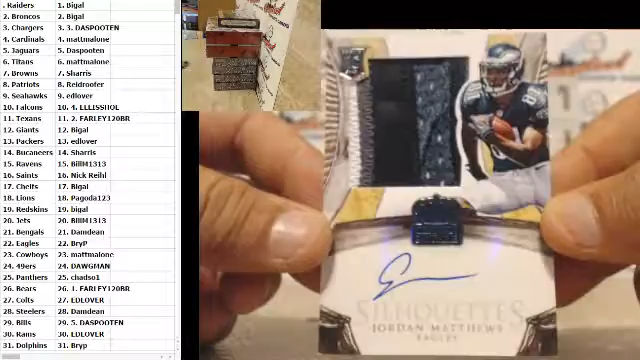 . Raiders 1. Bigal
2. Broncos 2. Bigal
3. Chargers 3. 3. DASPOOTEN
4. Cardinals 4. mattmalone
5. Jaguars 5. Daspooten
6. Titans 6. mattmalone
7. Browns 7. Sharris
8. Patriots 8. Reidroofer
9. Seahawks 9. edlover
10. Falcons 10. 4. ELLISSHOL
11. Texans 11. 2. FARLEY120BR
12. Giants 12. Bigal
13. Packers 13. edlover
14. Bucaneers 14. Sharris
15. Ravens 15. BillM1313
16. Saints 16. Nick Reihl
17. Cheifs 17. Bigal
18. Lions 18. Pagoda123
19. Redskins 19. bigal
20. Jets 20. BillM1313
21. Bengals 21. Damdean
22. Eagles 22. BryP
23. Cowboys 23. mattmalone
24. 49ers 24. DAWGMAN
25. Panthers 25. chadso1
26. Bears 26. 1. FARLEY120BR
27. Colts 27. EDLOVER
28. Steelers 28. Damdean
29. Bills 29. 5. DASPOOTEN
30. Rams 30. EDLOVER
31. Dolphins 31. Bryp
SILHOUETTES
JORDAN MATTHEWS
EAGLES